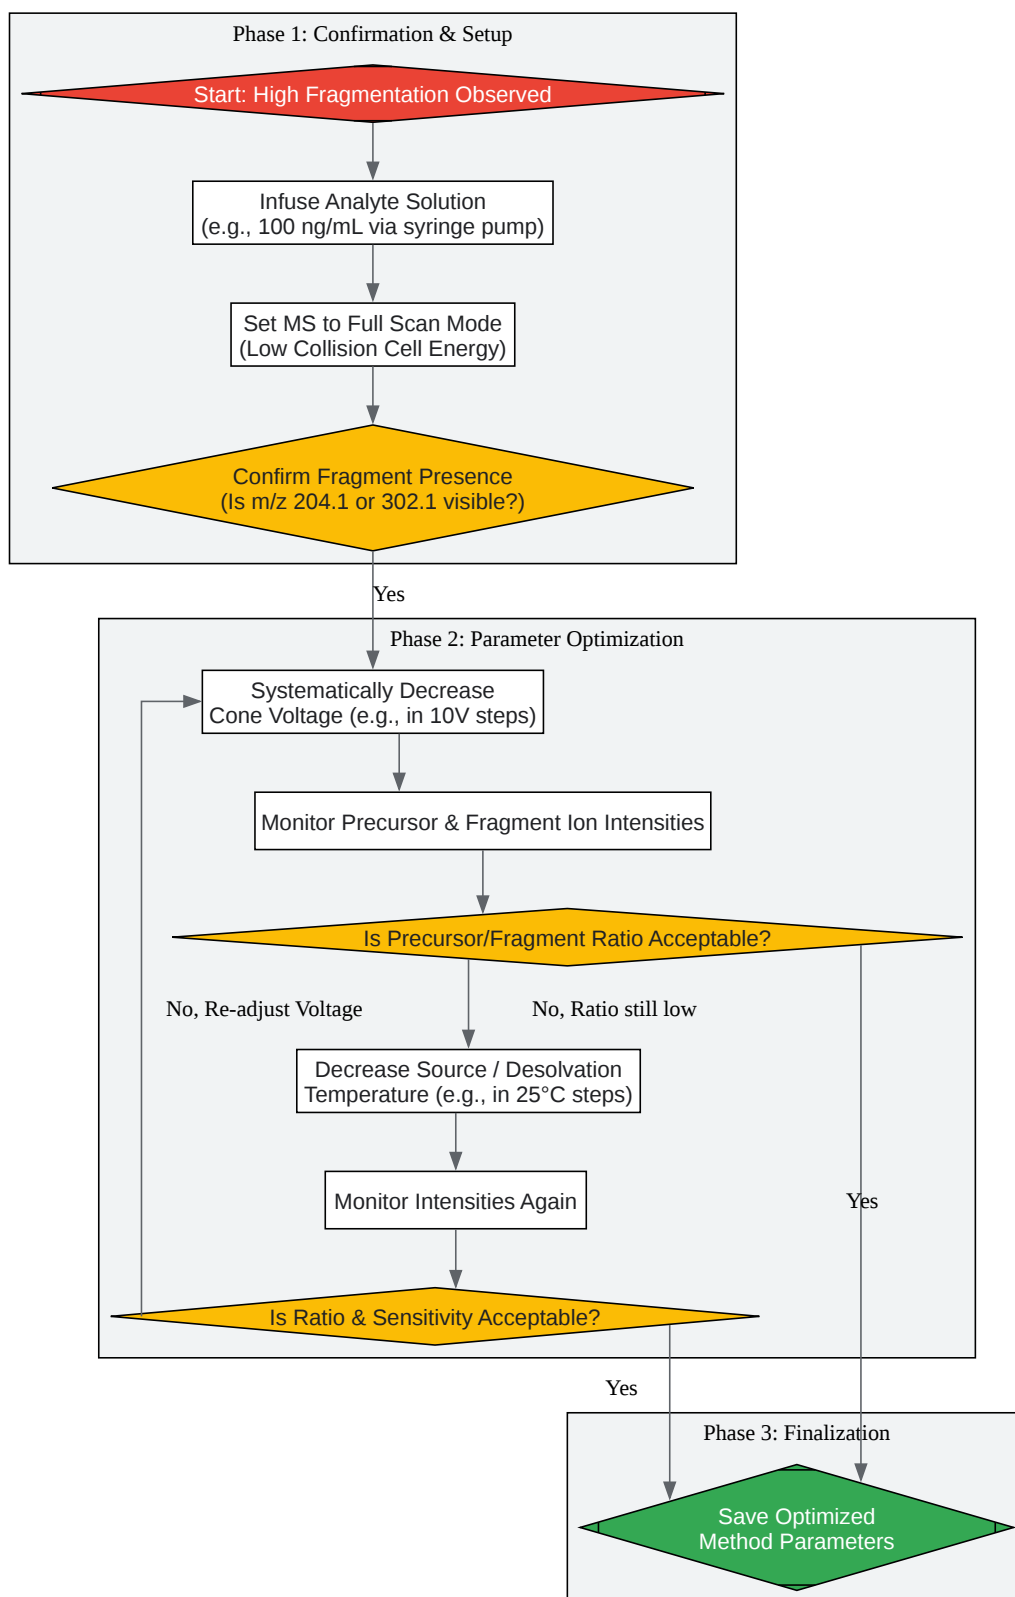 Phase 1: Confirmation & Setup
Start: High Fragmentation Observed
Infuse Analyte Solution
(e.g., 100 ng/mL via syringe pump)
Set MS to Full Scan Mode
(Low Collision Cell Energy)
Confirm Fragment Presence
(Is m/z 204.1 or 302.1 visible?)
Yes
Phase 2: Parameter Optimization
Systematically Decrease
Cone Voltage (e.g., in 10V steps)
Monitor Precursor & Fragment Ion Intensities
Is Precursor/Fragment Ratio Acceptable?
No, Re-adjust Voltage
No, Ratio still low
Decrease Source / Desolvation
Temperature (e.g., in 25°C steps)
Monitor Intensities Again
Yes
Is Ratio & Sensitivity Acceptable?
Yes
Phase 3: Finalization
Save Optimized
Method Parameters